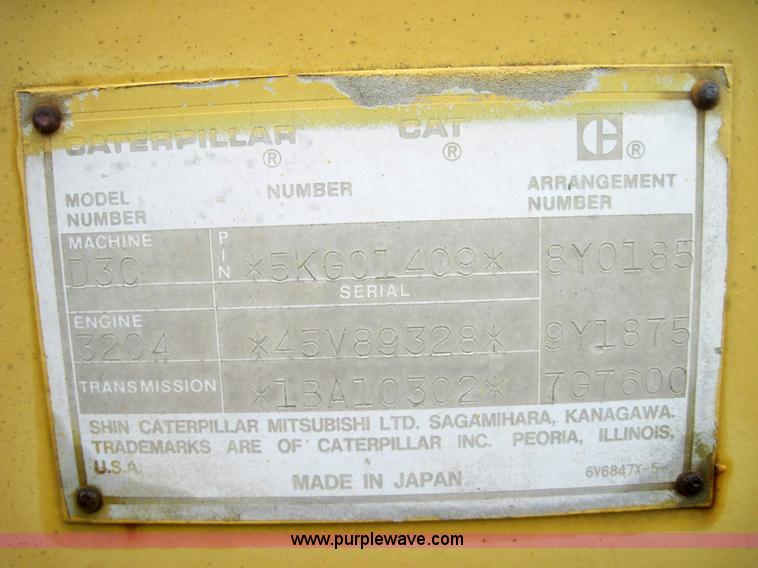 CATERPILLAR ® CAT ® C ®
MODEL NUMBER NUMBER ARRANGEMENT NUMBER
MACHINE D3C PIN *5KG01409* 8Y0185
SERIAL
ENGINE 3204 *45V89328* 9Y1875
TRANSMISSION *1BA10302* 7G7600
SHIN CATERPILLAR MITSUBISHI LTD. SAGAMIHARA, KANAGAWA.
TRADEMARKS ARE OF CATERPILLAR INC. PEORIA, ILLINOIS,
U.S.A.
MADE IN JAPAN 6V6847X-5
www.purplewave.com